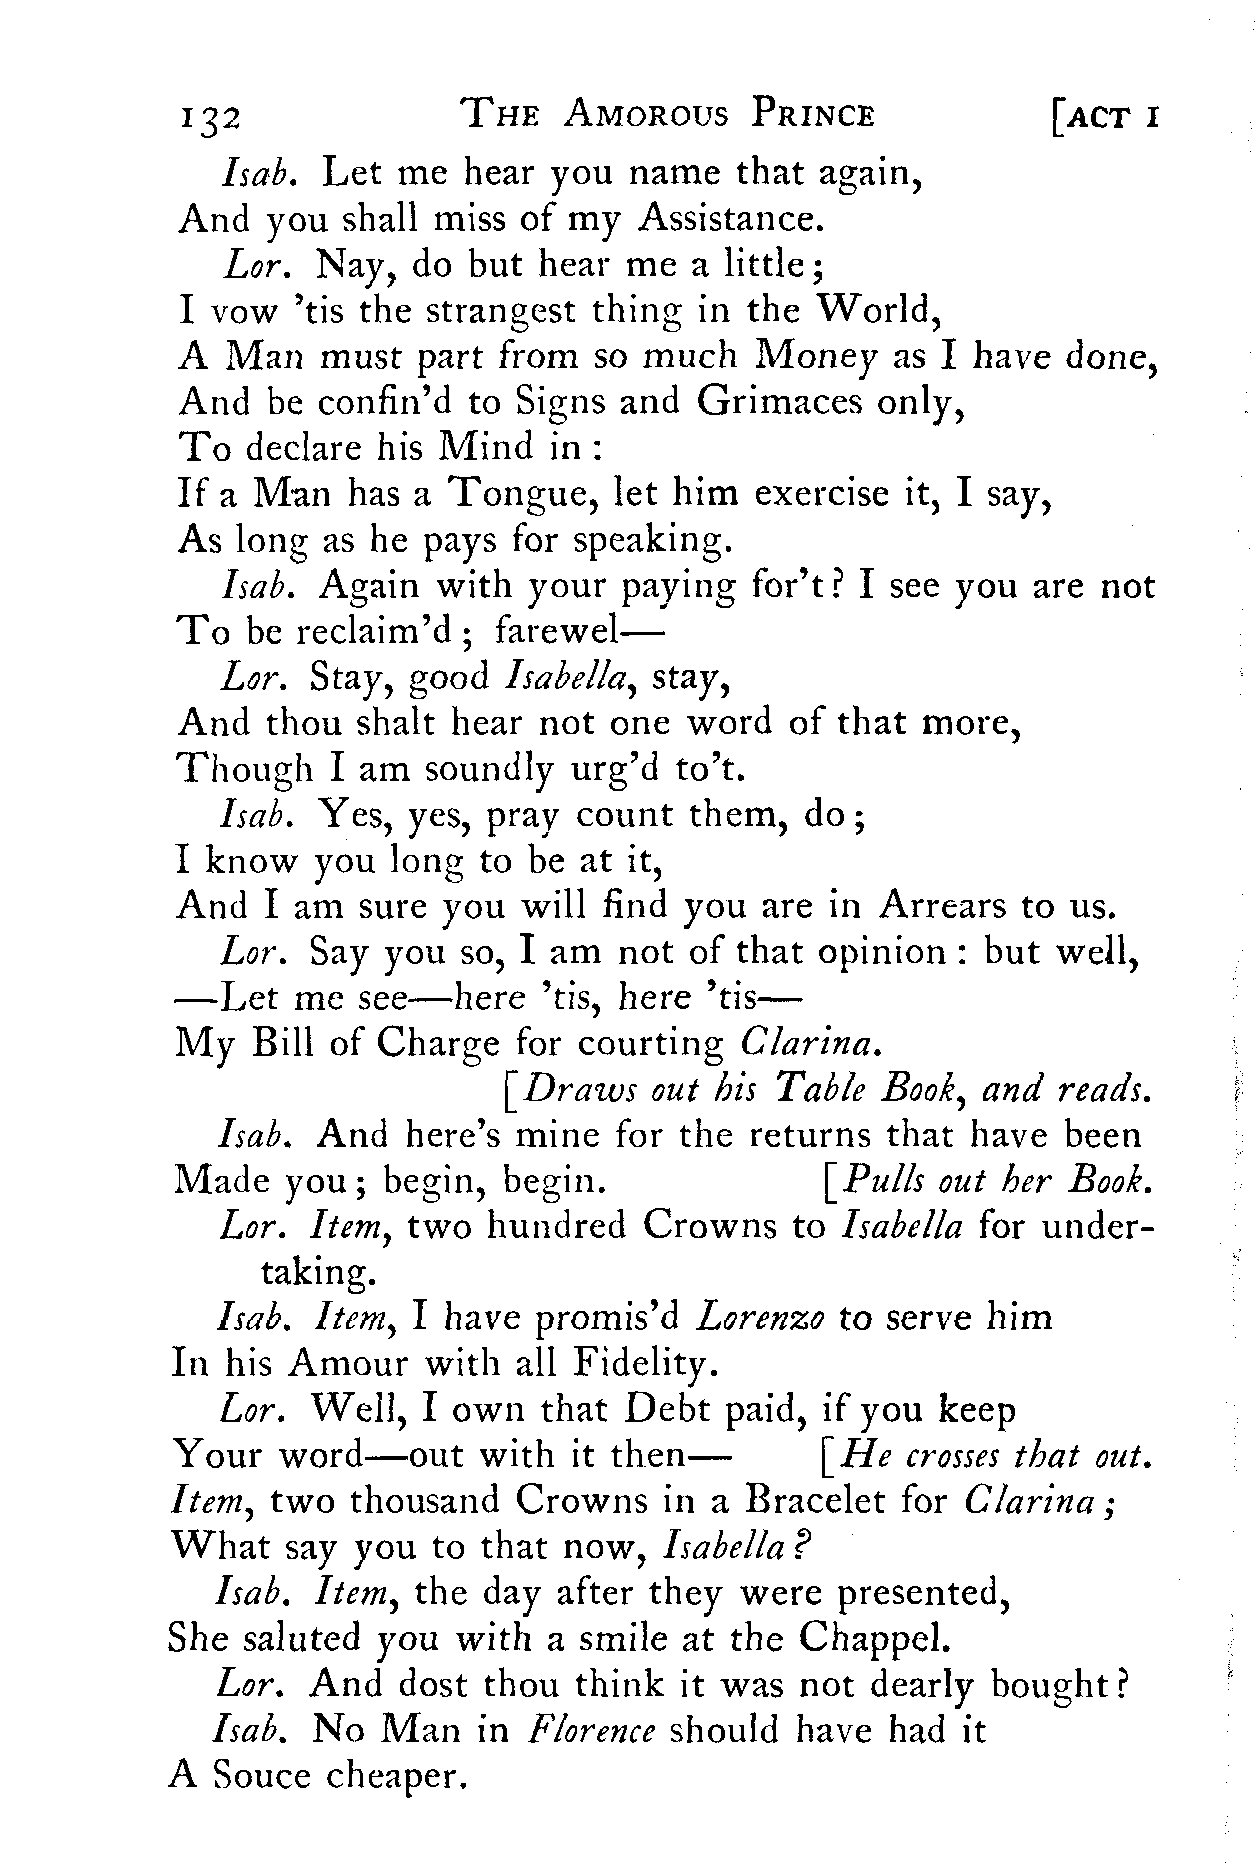 132 THE AMOROUS PRINCE [ACT I
Isab. Let me hear you name that again,
And you shall miss of my Assistance.
Lor. Nay, do but hear me a little;
I vow 'tis the strangest thing in the World,
A Man must part from so much Money as I have done,
And be confin'd to Signs and Grimaces only,
To declare his Mind in :
If a Man has a Tongue, let him exercise it, I say,
As long as he pays for speaking.
Isab. Again with your paying for't? I see you are not
To be reclaim'd; farewel—
Lor. Stay, good Isabella, stay,
And thou shalt hear not one word of that more,
Though I am soundly urg'd to't.
Isab. Yes, yes, pray count them, do;
I know you long to be at it,
And I am sure you will find you are in Arrears to us.
Lor. Say you so, I am not of that opinion : but well,
—Let me see—here 'tis, here 'tis—
My Bill of Charge for courting Clarina.
[Draws out his Table Book, and reads.
Isab. And here's mine for the returns that have been
Made you; begin, begin. [Pulls out her Book.
Lor. Item, two hundred Crowns to Isabella for under-
taking.
Isab. Item, I have promis'd Lorenzo to serve him
In his Amour with all Fidelity.
Lor. Well, I own that Debt paid, if you keep
Your word—out with it then— [He crosses that out.
Item, two thousand Crowns in a Bracelet for Clarina;
What say you to that now, Isabella?
Isab. Item, the day after they were presented,
She saluted you with a smile at the Chappel.
Lor. And dost thou think it was not dearly bought?
Isab. No Man in Florence should have had it
A Souce cheaper.